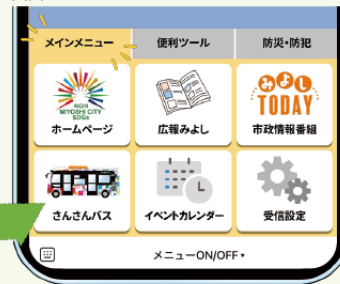 メインメニュー 便利ツール 防災・防犯
AICHI
MIYOSHI CITY
SDGs
ホームページ
広報みよし
みよし
TODAY
市政情報番組
さんさんバス
イベントカレンダー
受信設定
メニューON/OFF▾